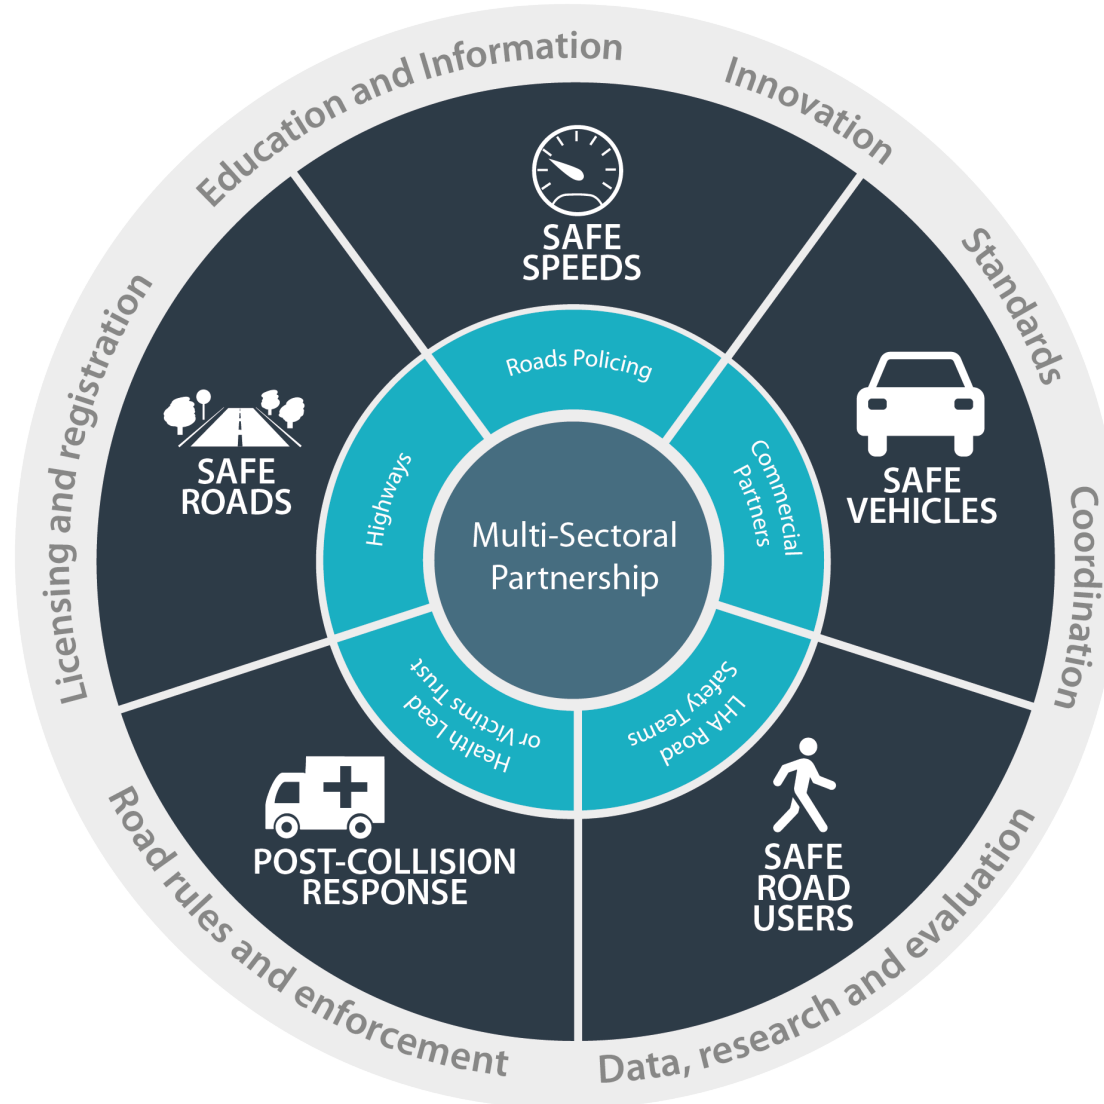 Education and Information
Innovation
Standards
Coordination
Data, research and evaluation
Road rules and enforcement
Licensing and registration
SAFE
SPEEDS
SAFE
VEHICLES
SAFE
ROAD
USERS
POST-COLLISION
RESPONSE
SAFE
ROADS
Roads Policing
Commercial
Partners
LHA Road
Safety Teams
Health Lead
or Victims Trust
Highways
Multi-Sectoral
Partnership